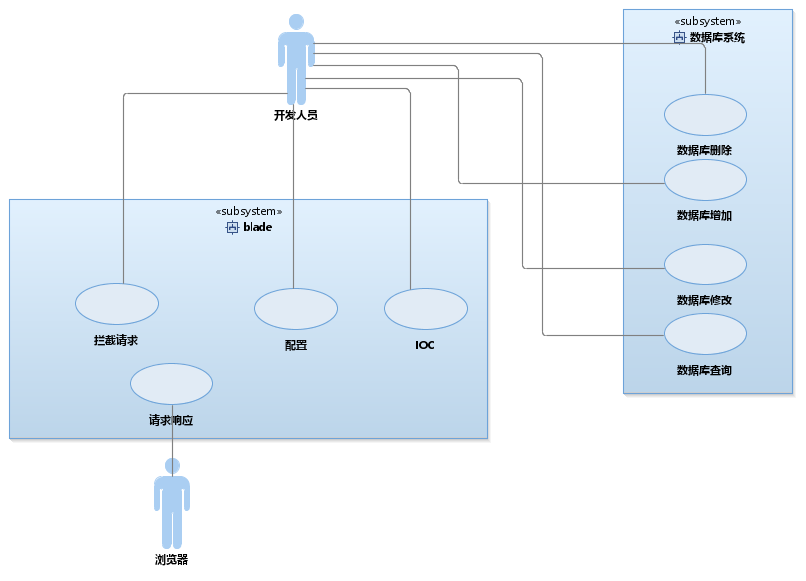 «subsystem»
数据库系统
开发人员
数据库删除
数据库增加
«subsystem»
blade
数据库修改
拦截请求
配置
IOC
数据库查询
请求响应
浏览器